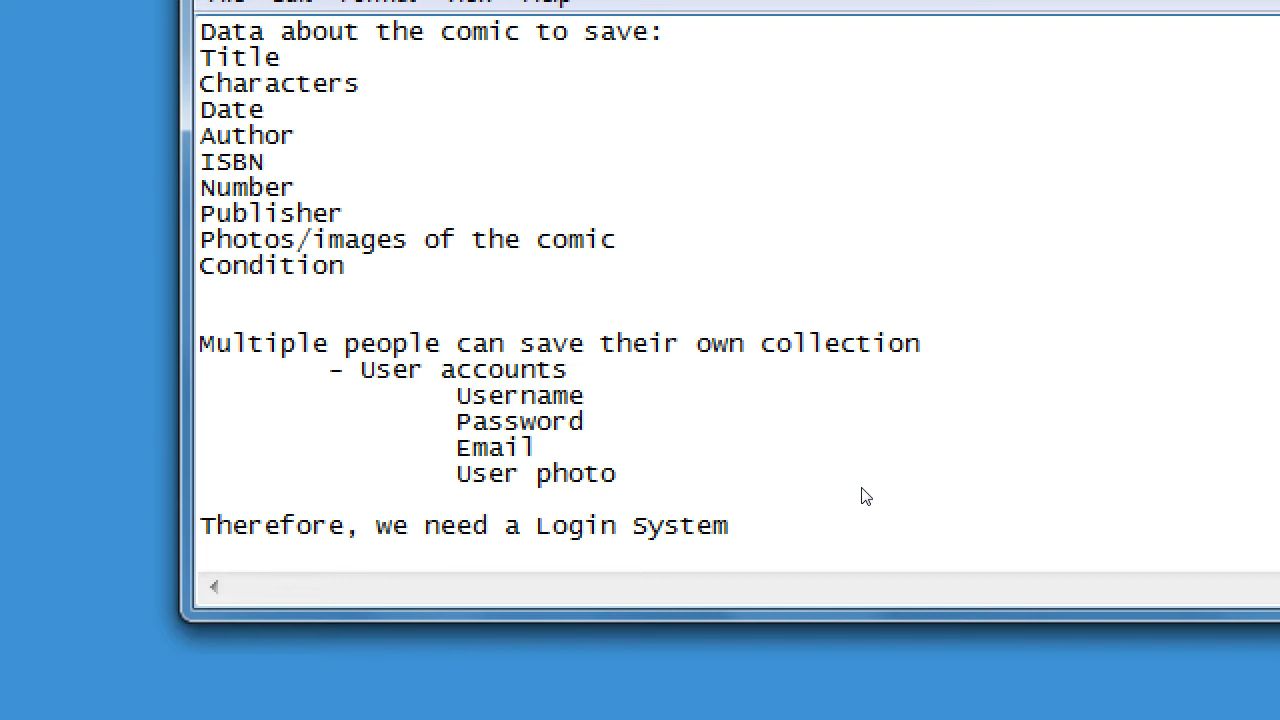 Data about the comic to save:
Title
Characters
Date
Author
ISBN
Number
Publisher
Photos/images of the comic
Condition
Multiple people can save their own collection
- User accounts
Username
Password
Email
User photo
Therefore, we need a Login System